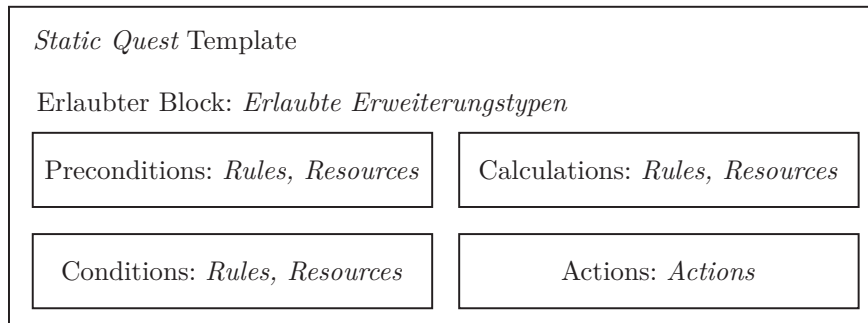 Static Quest Template
Erlaubter Block: Erlaubte Erweiterungstypen
Preconditions: Rules, Resources
Calculations: Rules, Resources
Conditions: Rules, Resources
Actions: Actions